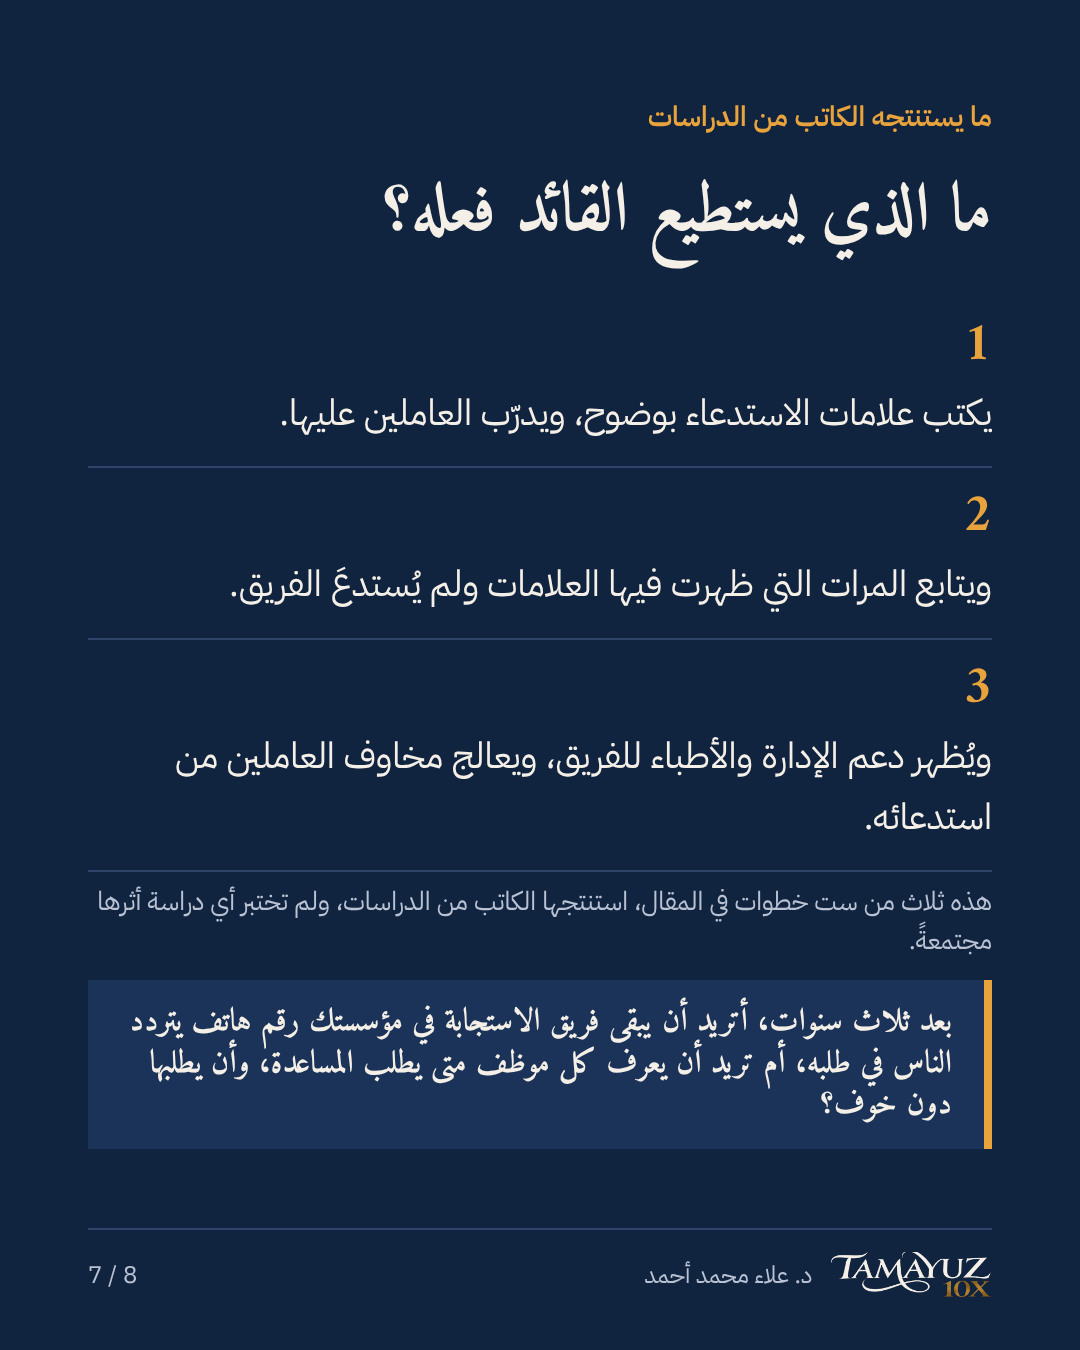 ما يستنتجه الكاتب من الدراسات
ما الذي يستطيع القائد فعله؟
1
يكتب علامات الاستدعاء بوضوح، ويدرّب العاملين عليها.
2
ويتابع المرات التي ظهرت فيها العلامات ولم يُستدعَ الفريق.
3
ويُظهر دعم الإدارة والأطباء للفريق، ويعالج مخاوف العاملين من
استدعائه.
هذه ثلاث من ست خطوات في المقال، استنتجها الكاتب من الدراسات، ولم تختبر أي دراسة أثرها
مجتمعةً.
بعد ثلاث سنوات، أتريد أن يبقى فريق الاستجابة في مؤسستك رقم هاتف يتردد
الناس في طلبه، أم تريد أن يعرف كل موظف متى يطلب المساعدة، وأن يطلبها
دون خوف؟
TAMAYUZ
10X
د. علاء محمد أحمد
7 / 8